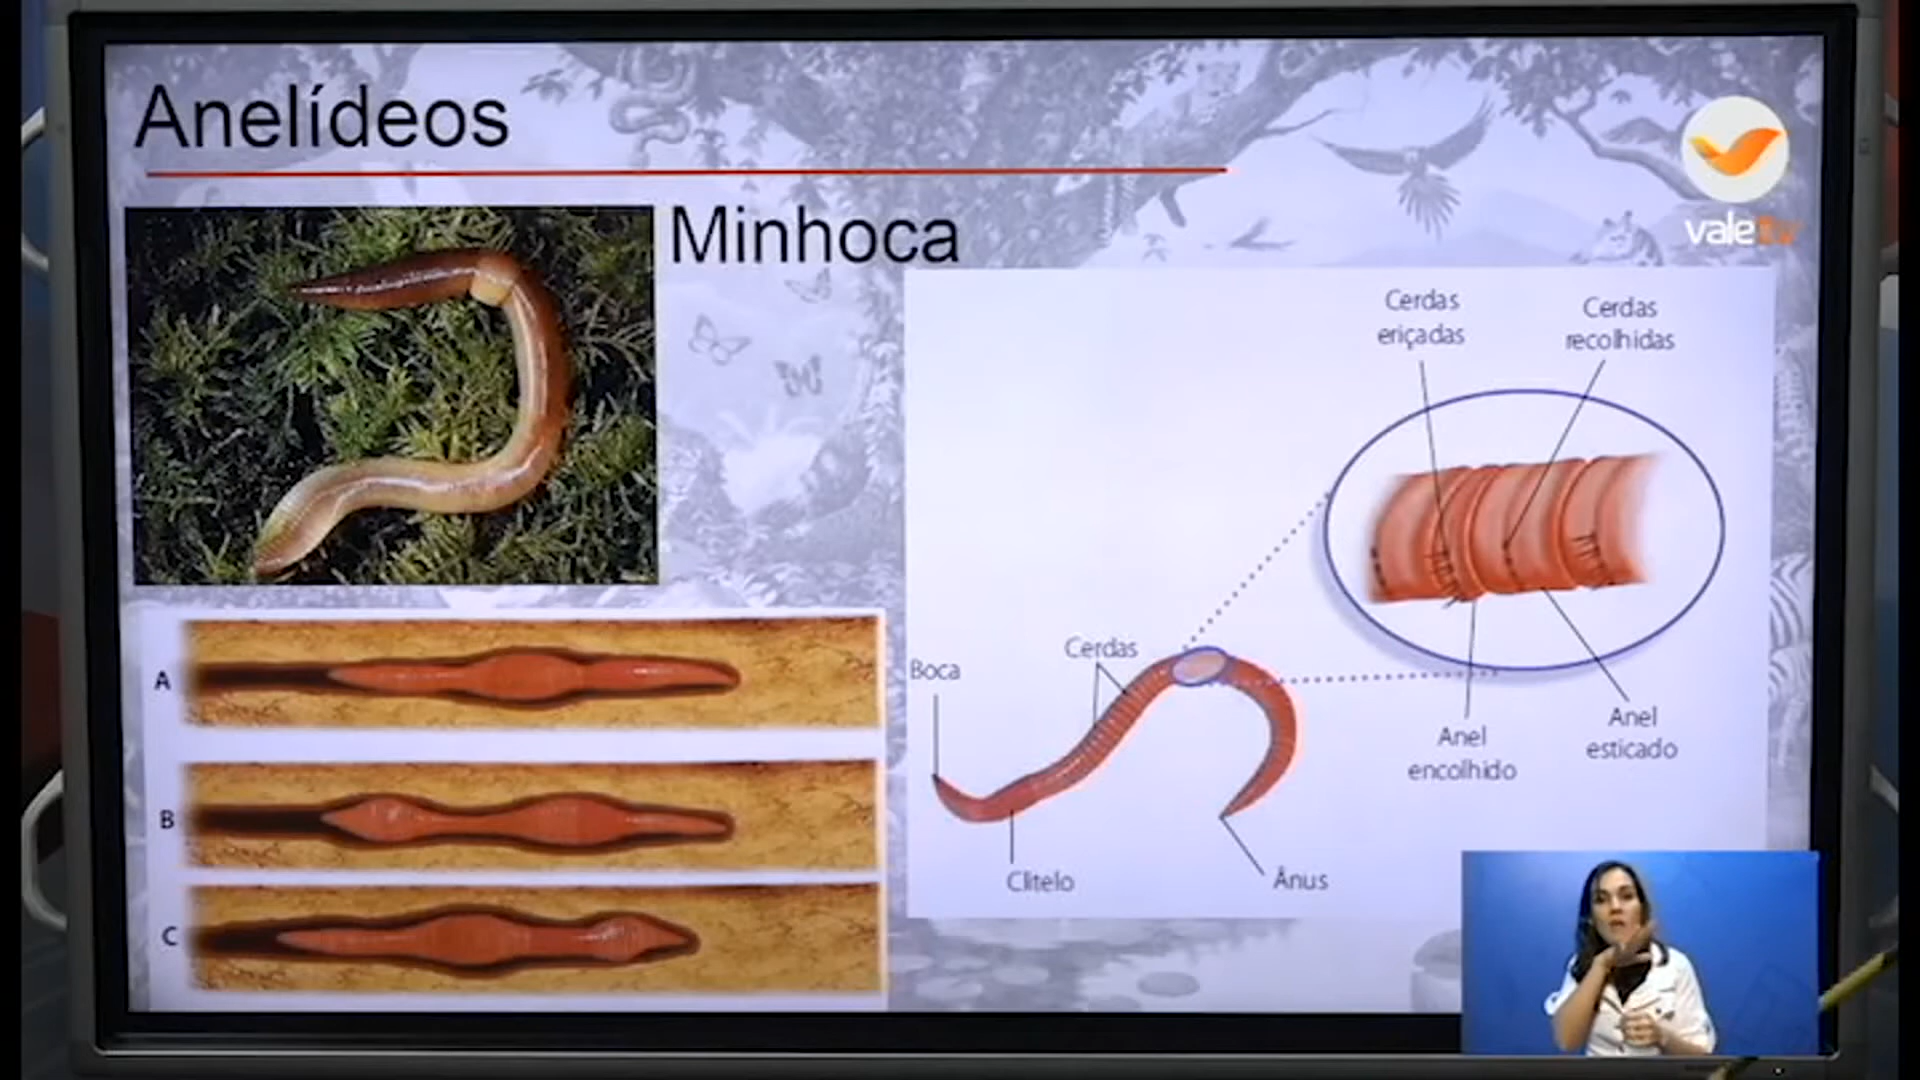 Anelídeos
valetv
Minhoca
Cerdas
eriçadas
Cerdas
recolhidas
Cerdas
Boca
Anel
encolhido
Anel
esticado
Clitelo
Ânus
A
B
C